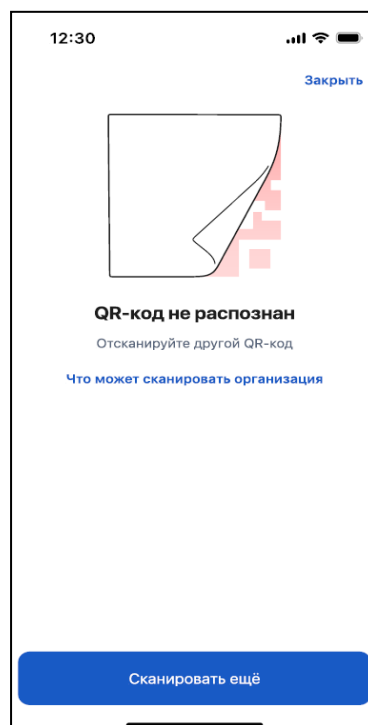 12:30
Закрыть
QR-код не распознан
Отсканируйте другой QR-код
Что может сканировать организация
Сканировать ещё